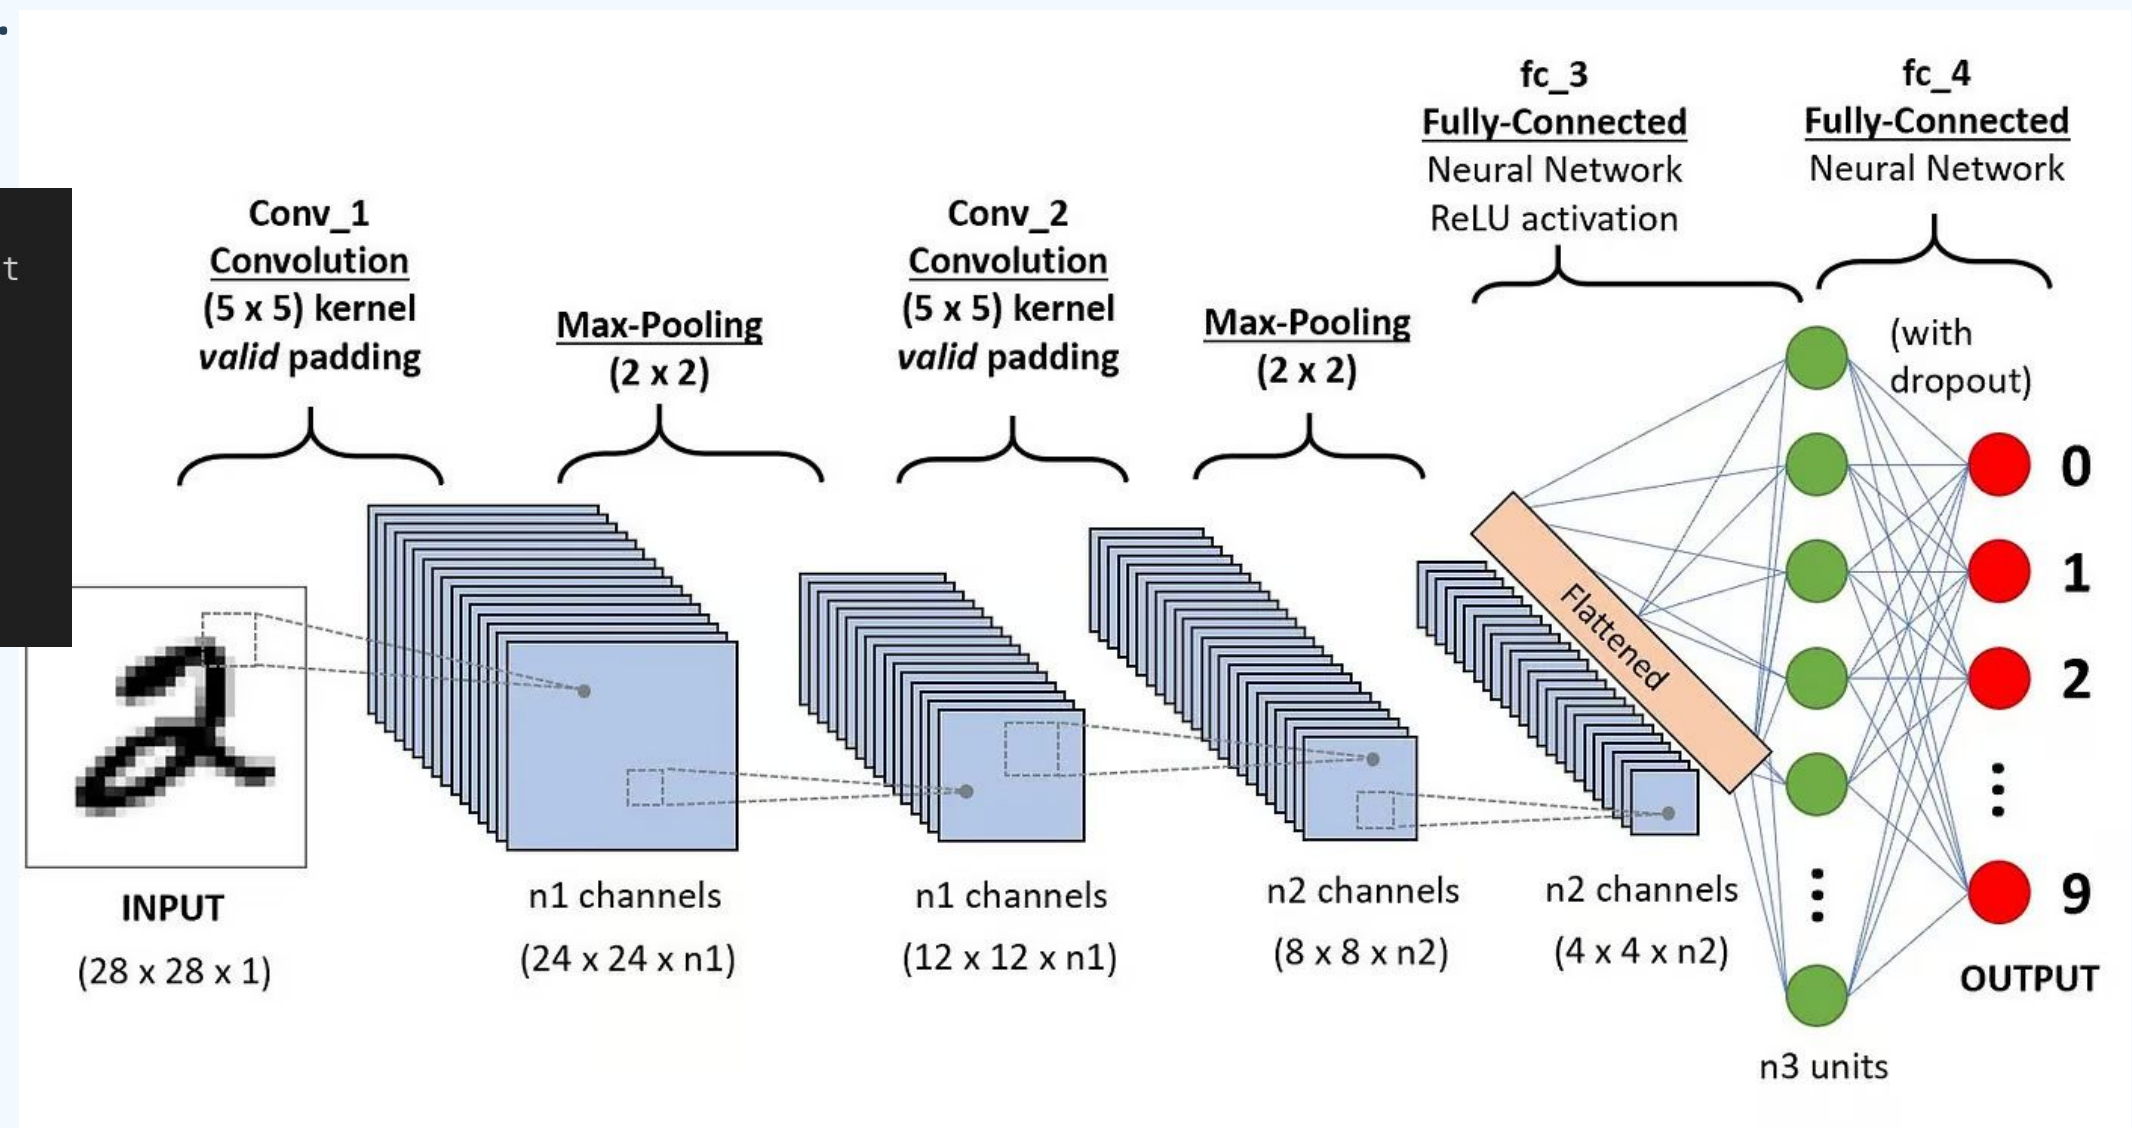 t
Conv_1
Convolution
(5 x 5) kernel
valid padding
Max-Pooling
(2 x 2)
Conv_2
Convolution
(5 x 5) kernel
valid padding
Max-Pooling
(2 x 2)
fc_3
Fully-Connected
Neural Network
ReLU activation
fc_4
Fully-Connected
Neural Network
(with
dropout)
Flattened
0
1
2
9
INPUT
(28 x 28 x 1)
n1 channels
(24 x 24 x n1)
n1 channels
(12 x 12 x n1)
n2 channels
(8 x 8 x n2)
n2 channels
(4 x 4 x n2)
OUTPUT
n3 units